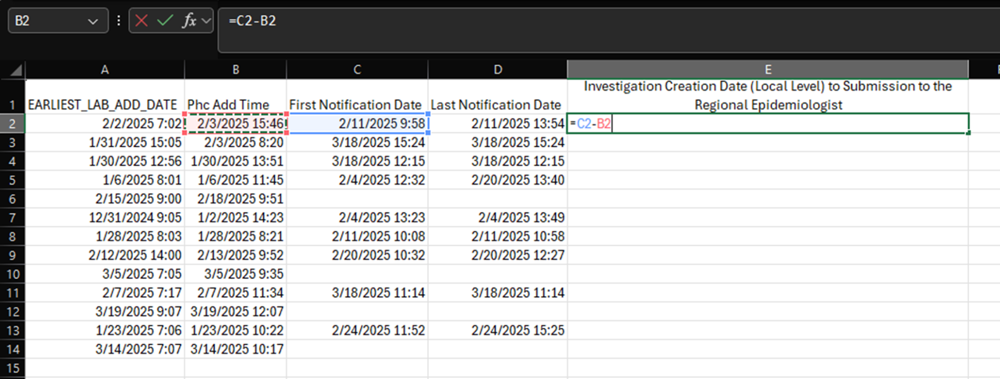 B2 fx =C2-B2
A B C D E
Investigation Creation Date (Local Level) to Submission to the
1 EARLIEST_LAB_ADD_DATE Phc Add Time First Notification Date Last Notification Date Regional Epidemiologist
2 2/2/2025 7:02 2/3/2025 15:46 2/11/2025 9:58 2/11/2025 13:54 =C2-B2
3 1/31/2025 15:05 2/3/2025 8:20 3/18/2025 15:24 3/18/2025 15:24
4 1/30/2025 12:56 1/30/2025 13:51 3/18/2025 12:15 3/18/2025 12:15
5 1/6/2025 8:01 1/6/2025 11:45 2/4/2025 12:32 2/20/2025 13:40
6 2/15/2025 9:00 2/18/2025 9:51
7 12/31/2024 9:05 1/2/2025 14:23 2/4/2025 13:23 2/4/2025 13:49
8 1/28/2025 8:03 1/28/2025 8:21 2/11/2025 10:08 2/11/2025 10:58
9 2/12/2025 14:00 2/13/2025 9:52 2/20/2025 10:32 2/20/2025 12:27
10 3/5/2025 7:05 3/5/2025 9:35
11 2/7/2025 7:17 2/7/2025 11:34 3/18/2025 11:14 3/18/2025 11:14
12 3/19/2025 9:07 3/19/2025 12:07
13 1/23/2025 7:06 1/23/2025 10:22 2/24/2025 11:52 2/24/2025 15:25
14 3/14/2025 7:07 3/14/2025 10:17
15